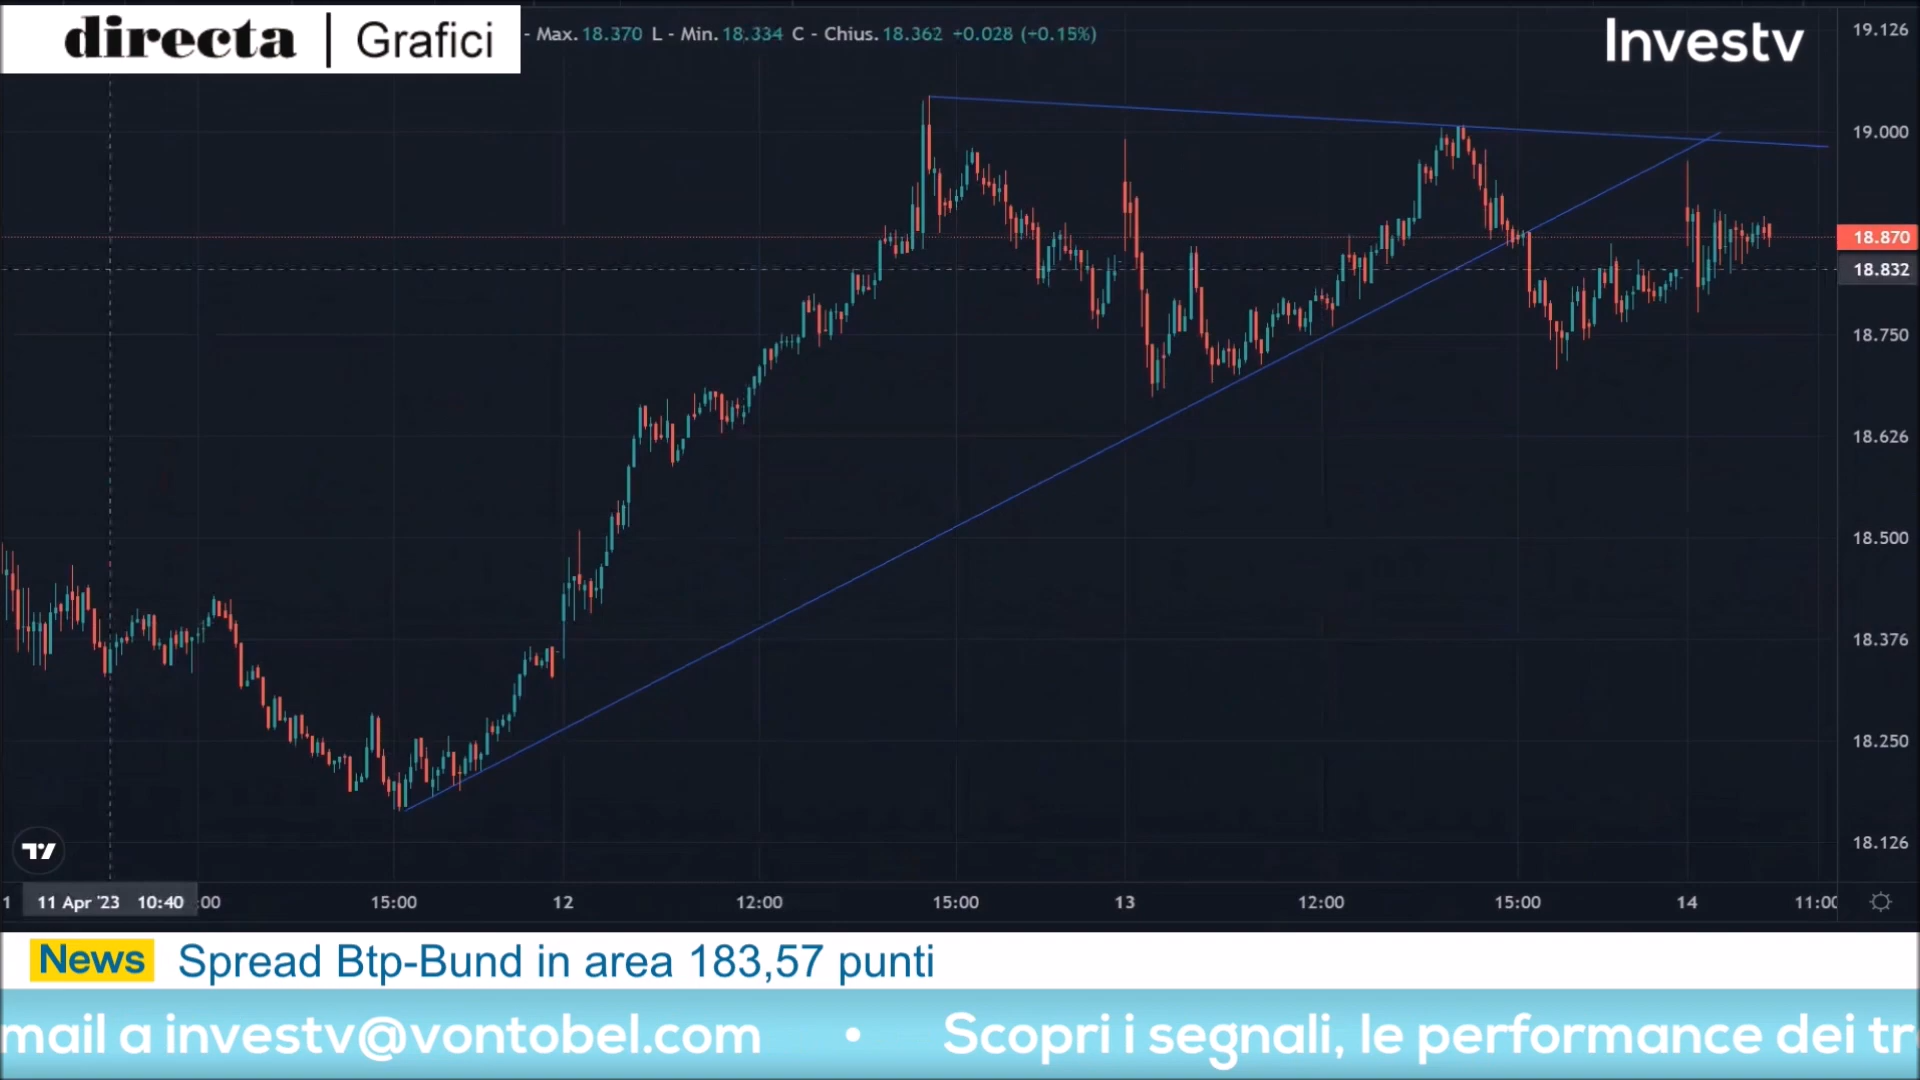 directa | Grafici
- Max. 18.370 L - Min. 18.334 C - Chius. 18.362 +0.028 (+0.15%)
Investv
19.126
19.000
18.870
18.832
18.750
18.626
18.500
18.376
18.250
18.126
1 11 Apr '23 10:40 :00 15:00 12 12:00 15:00 13 12:00 15:00 14 11:00
News Spread Btp-Bund in area 183,57 punti
mail a investv@vontobel.com • Scopri i segnali, le performance dei tr